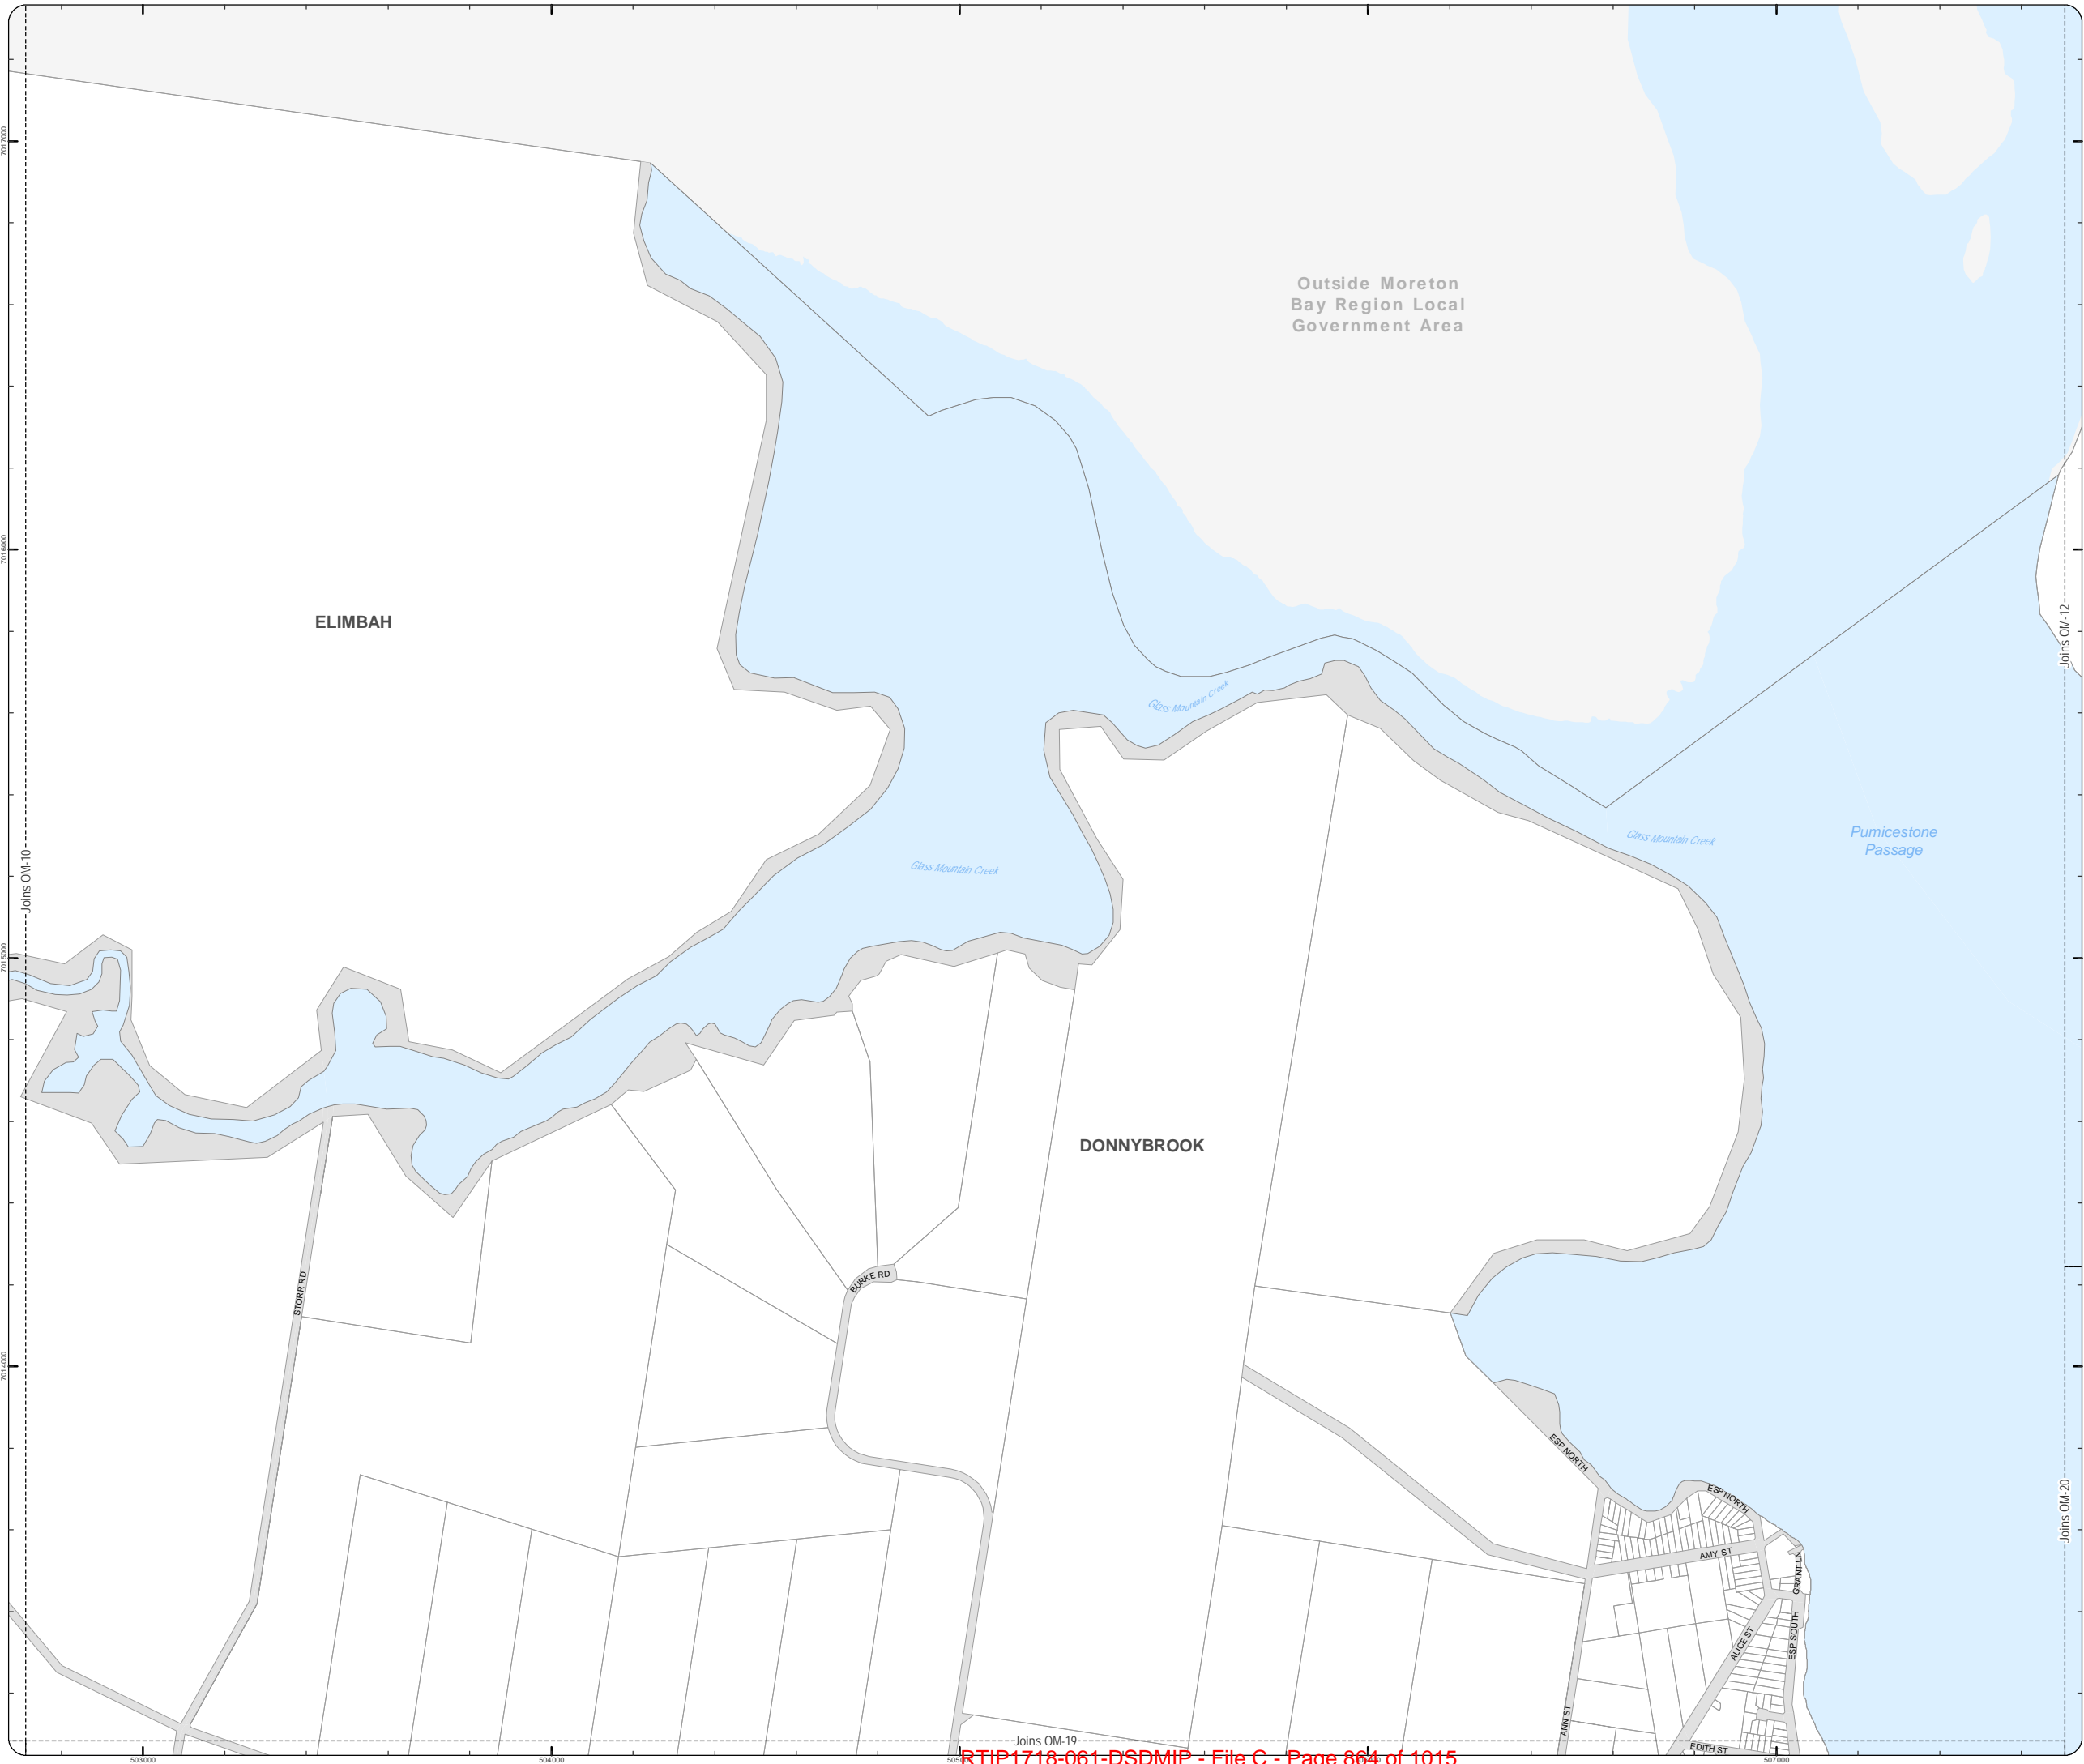 7017000
Outside Moreton
Bay Region Local
Government Area
7016000
ELIMBAH
Joins OM-12
Glass Mountain Creek
Glass Mountain Creek
Pumicestone
Passage
Glass Mountain Creek
Joins OM-10
7015000
DONNYBROOK
BURKE RD
STORR RD
7014000
ESP NORTH
ESP NORTH
Joins OM-20
AMY ST
GRANT LN
ALICE ST
ESP SOUTH
ANN ST
EDITH ST
Joins OM-19
503000
504000
507000
RTIP1718-061-DSDMIP - File C - Page 864 of 1015